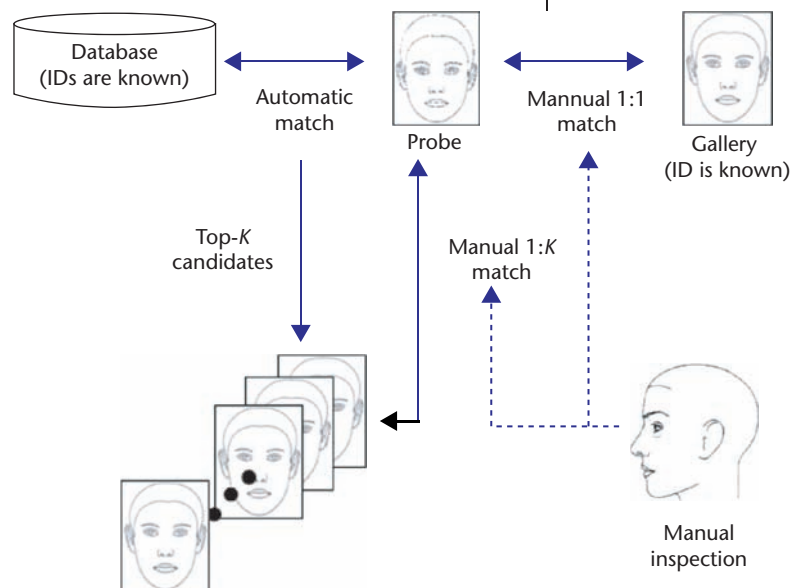 Database
(IDs are known)
Automatic
match
Probe
Mannual 1:1
match
Gallery
(ID is known)
Top-K
candidates
Manual 1:K
match
Manual
inspection